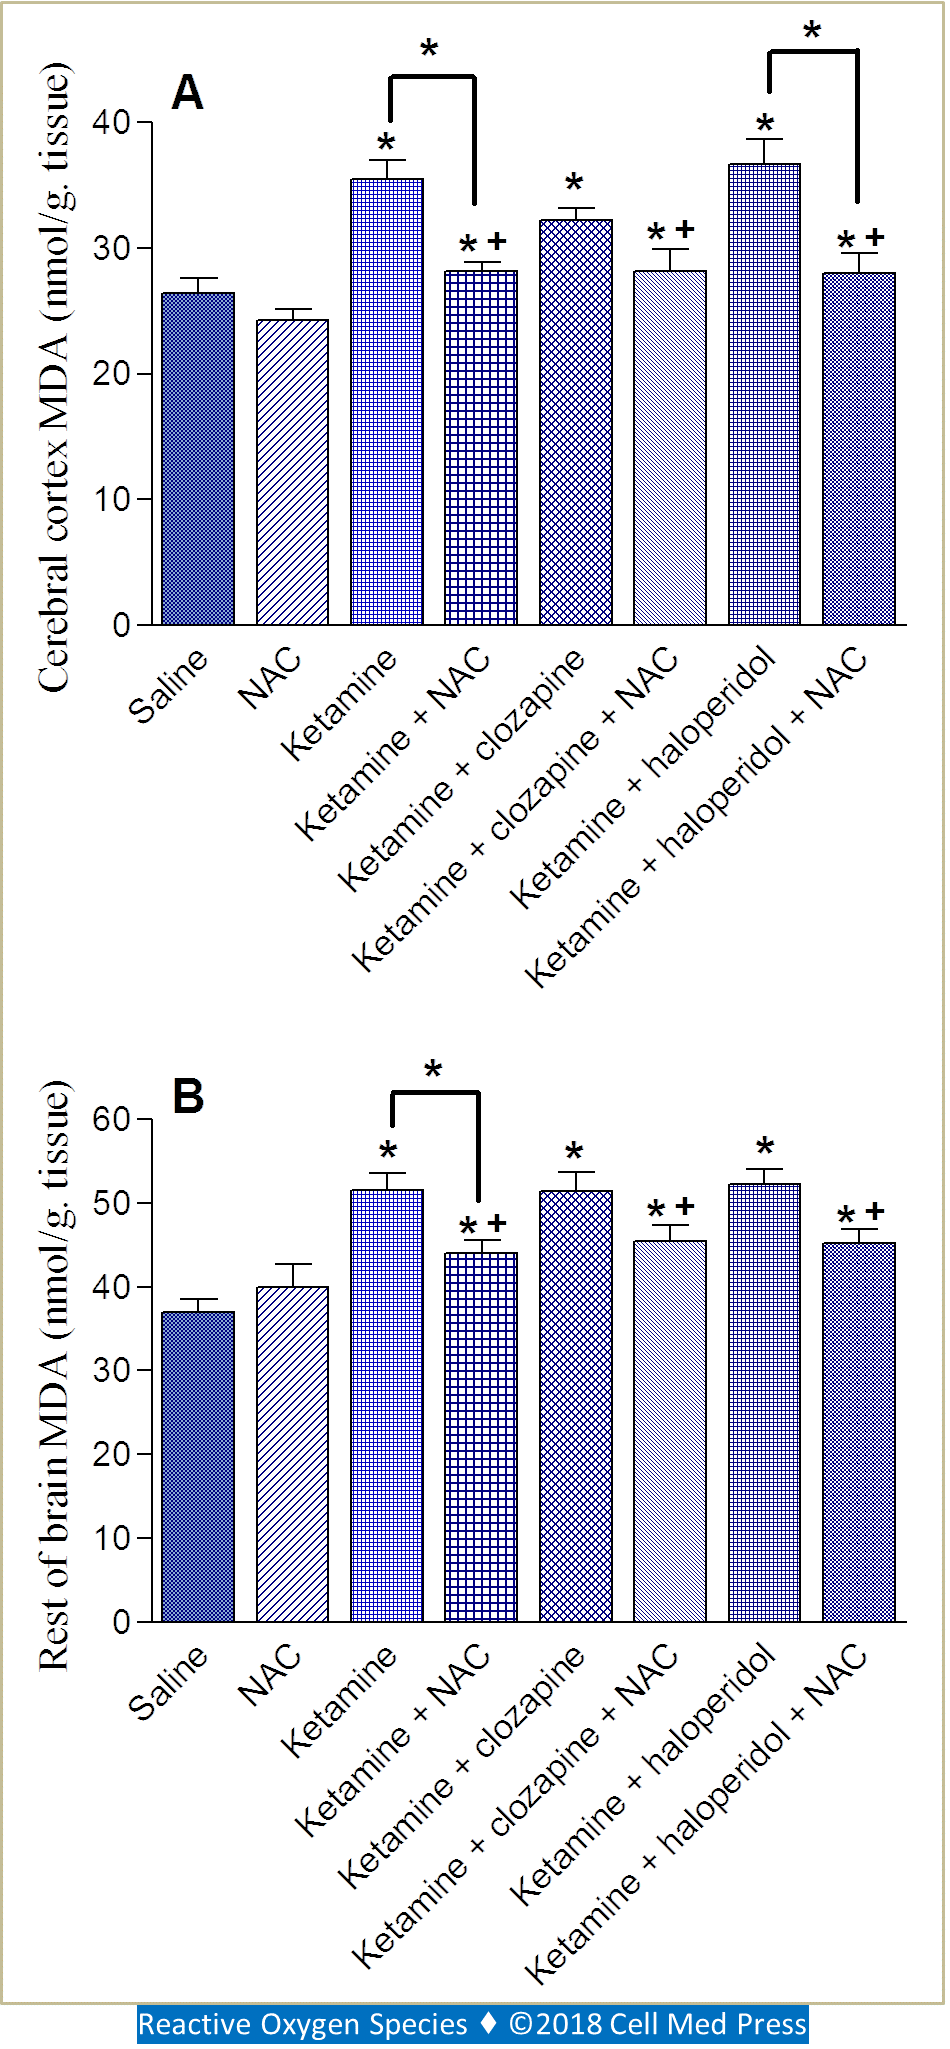 *
*
A
Cerebral cortex MDA (nmol/g. tissue)
40
30
20
10
0
*
* +
*
* +
*
* +
Saline
NAC
Ketamine
Ketamine + NAC
Ketamine + clozapine
Ketamine + clozapine + NAC
Ketamine + haloperidol
Ketamine + haloperidol + NAC
*
B
Rest of brain MDA (nmol/g. tissue)
60
50
40
30
20
10
0
*
* +
*
* +
*
* +
Saline
NAC
Ketamine
Ketamine + NAC
Ketamine + clozapine
Ketamine + clozapine + NAC
Ketamine + haloperidol
Ketamine + haloperidol + NAC
Reactive Oxygen Species ♦ ©2018 Cell Med Press